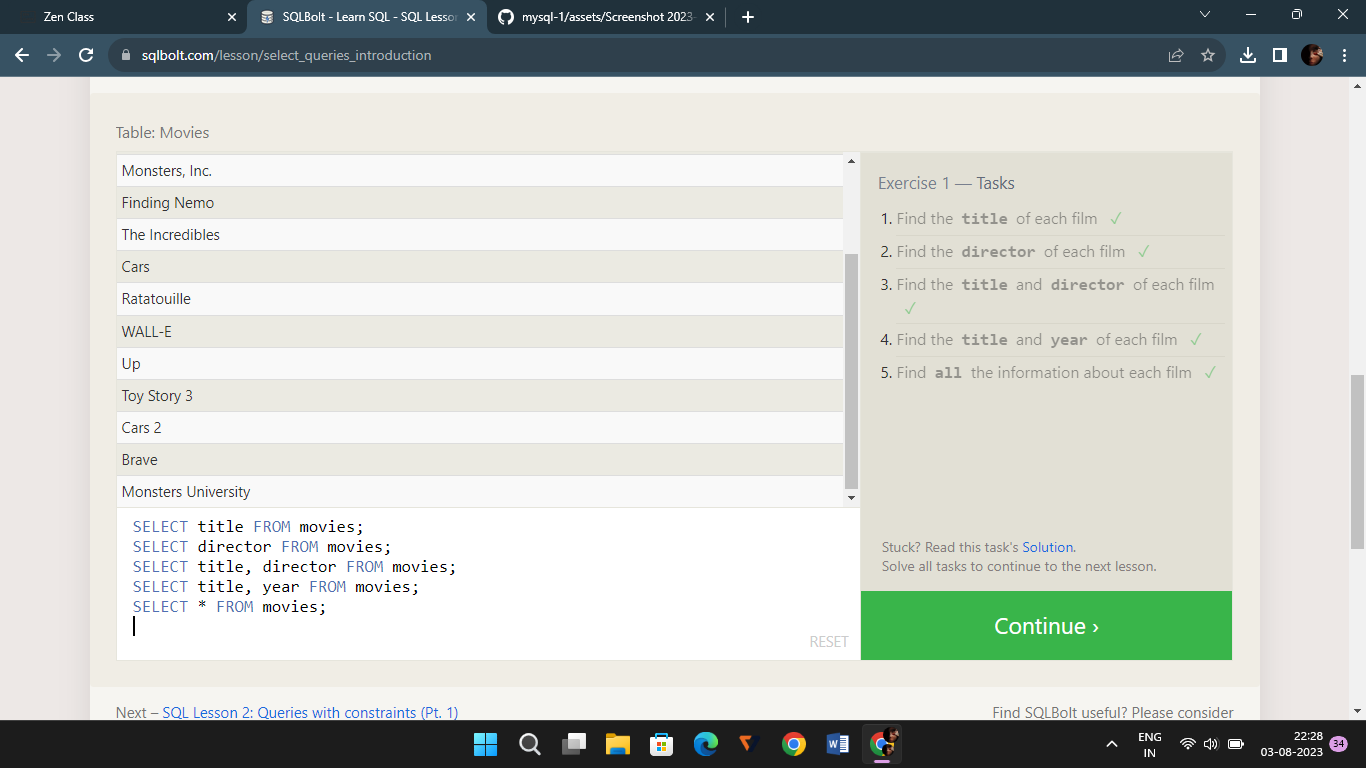 Zen Class
SQLBolt - Learn SQL - SQL Lesson
mysql-1/assets/Screenshot 2023-
sqlbolt.com/lesson/select_queries_introduction
Table: Movies
Monsters, Inc.
Finding Nemo
The Incredibles
Cars
Ratatouille
WALL-E
Up
Toy Story 3
Cars 2
Brave
Monsters University
SELECT title FROM movies;
SELECT director FROM movies;
SELECT title, director FROM movies;
SELECT title, year FROM movies;
SELECT * FROM movies;
RESET
Exercise 1 — Tasks
1. Find the title of each film ✓
2. Find the director of each film ✓
3. Find the title and director of each film
✓
4. Find the title and year of each film ✓
5. Find all the information about each film ✓
Stuck? Read this task's Solution.
Solve all tasks to continue to the next lesson.
Continue ›
Next – SQL Lesson 2: Queries with constraints (Pt. 1)
Find SQLBolt useful? Please consider
ENG
IN
22:28
03-08-2023
34